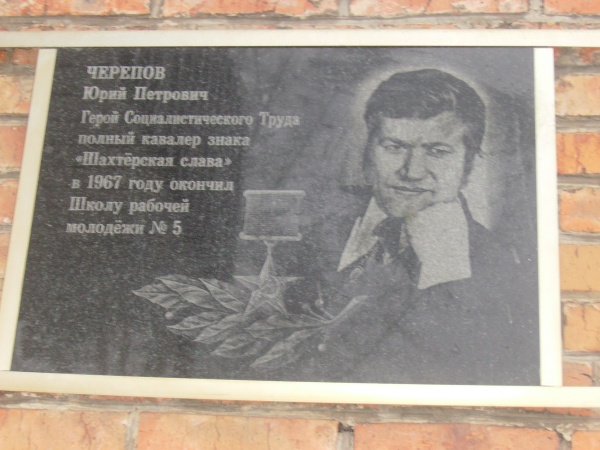 ЧЕРЕПОВ
Юрий Петрович
Герой Социалистического Труда
полный кавалер знака
«Шахтёрская слава»
в 1967 году окончил
Школу рабочей
молодёжи № 5